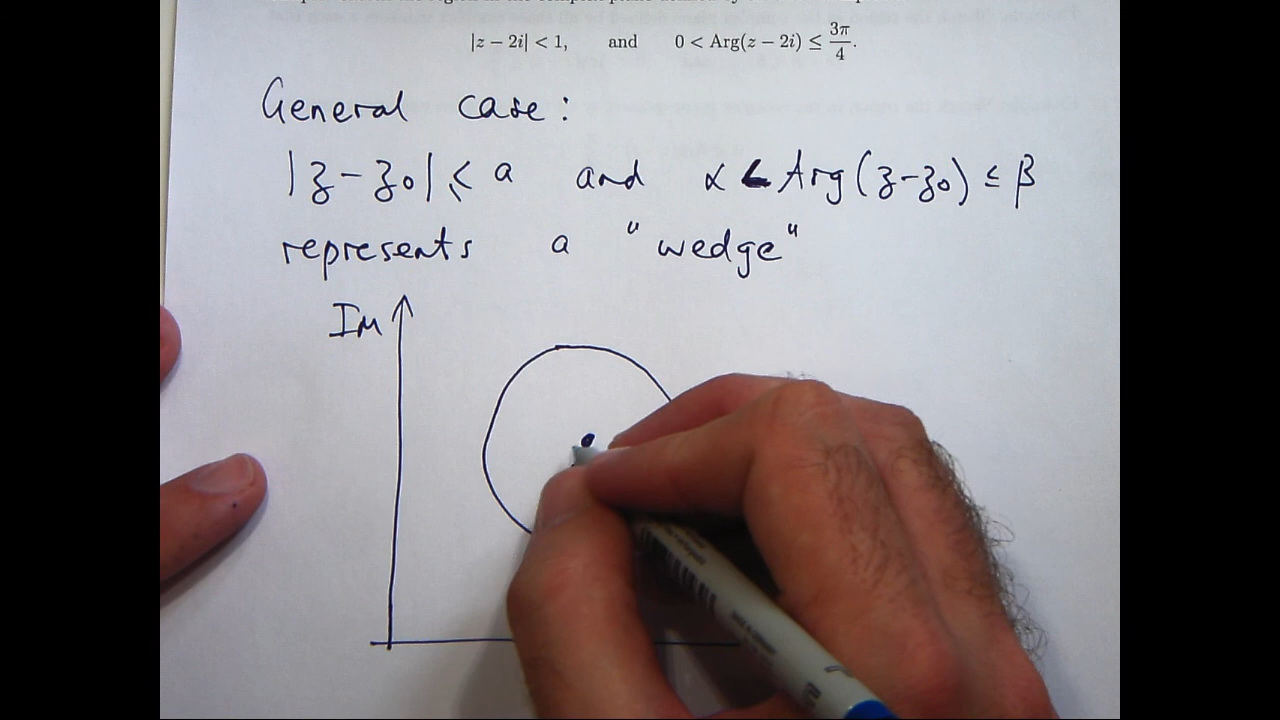 |z − 2i| < 1, and 0 < Arg(z − 2i) ≤ 3π/4.
General case:
|z − z₀| ≤ a and α < Arg(z − z₀) ≤ β
represents a "wedge"
Im